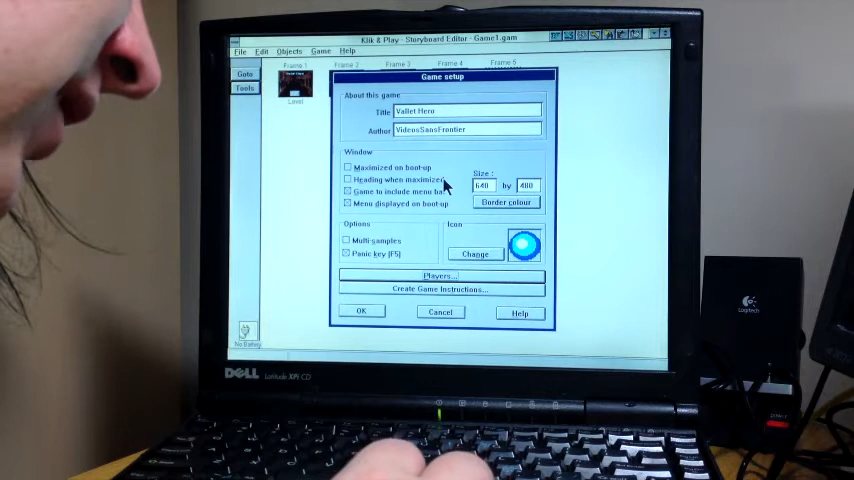 Klik & Play - Storyboard Editor - Game1.gam
File Edit Objects Game Help
Goto
Tools
Frame 1 Frame 2 Frame 3 Frame 4 Frame 5
Level
Game setup
About this game
Title Vallet Hero
Author VideosSansFrontier
Window
Maximized on boot-up
Heading when maximized
Game to include menu bar
Menu displayed on boot-up
Size :
640 by 480
Border colour
Options
Multi-samples
Panic key (F5)
Icon
Change
Players...
Create Game Instructions...
OK Cancel Help
No Battery
DELL Latitude XPi CD
Logitech